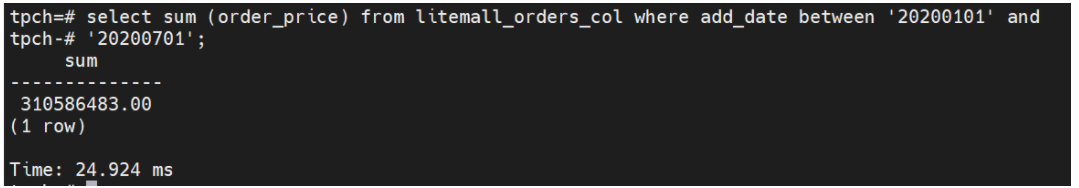 tpch=# select sum (order_price) from litemall_orders_col where add_date between '20200101' and
tpch-# '20200701';
     sum
--------------
 310586483.00
(1 row)

Time: 24.924 ms